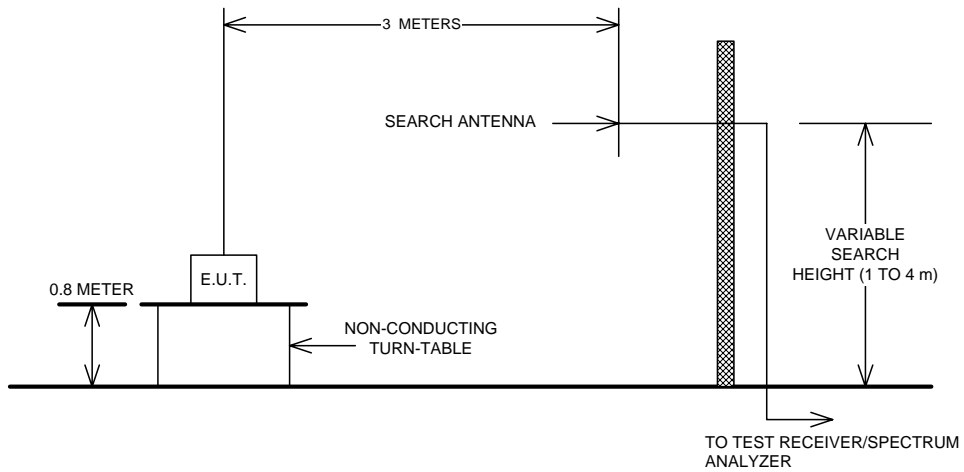 3 METERS
SEARCH ANTENNA
VARIABLE
SEARCH
HEIGHT (1 TO 4 m)
E.U.T.
0.8 METER
NON-CONDUCTING
TURN-TABLE
TO TEST RECEIVER/SPECTRUM
ANALYZER